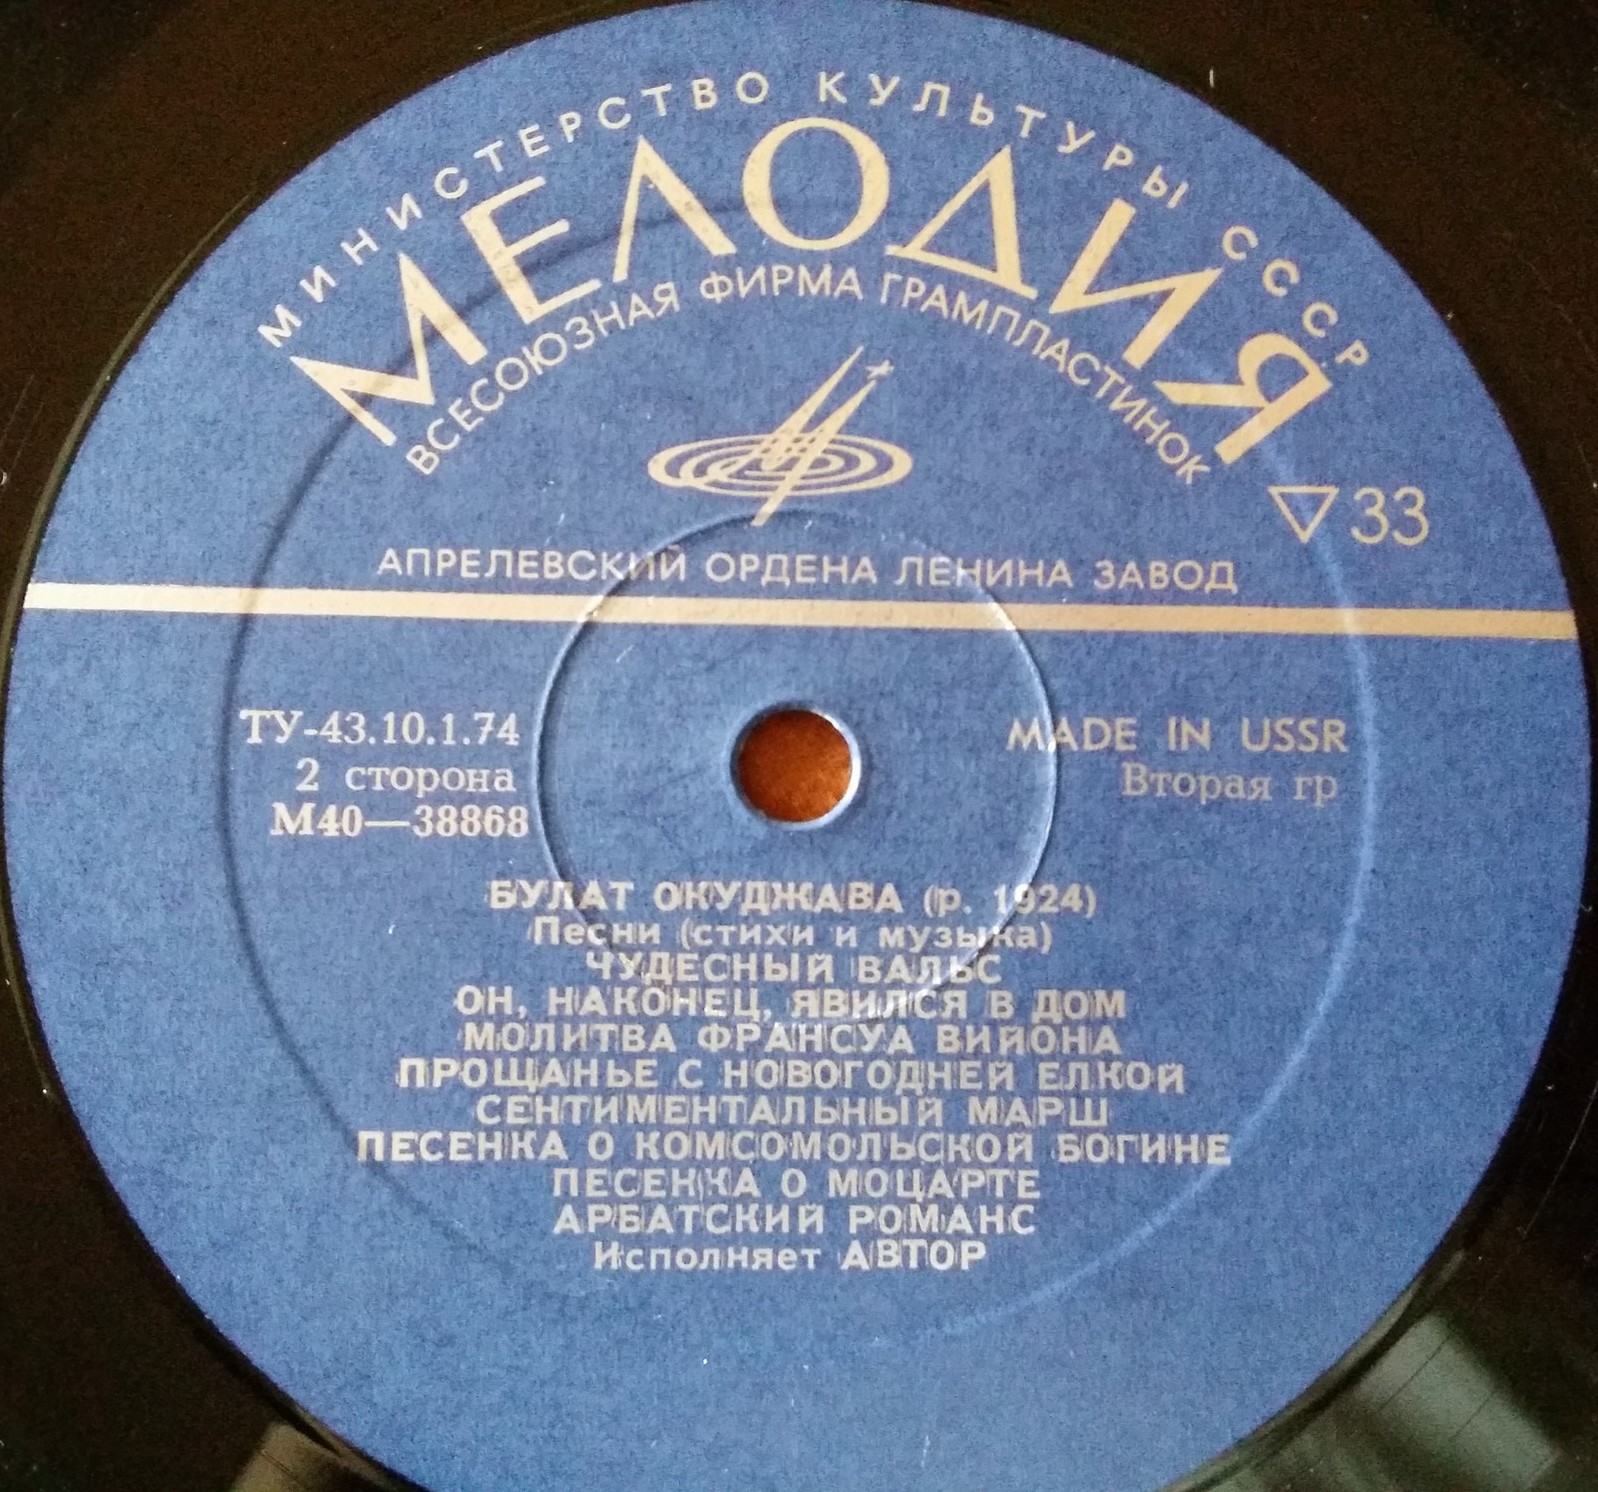 МИНИСТЕРСТВО КУЛЬТУРЫ СССР
МЕЛОДИЯ
ВСЕСОЮЗНАЯ ФИРМА ГРАМПЛАСТИНОК
33
АПРЕЛЕВСКИЙ ОРДЕНА ЛЕНИНА ЗАВОД
ТУ-43.10.1.74
MADE IN USSR
2 сторона
Вторая гр
М40—38868
БУЛАТ ОКУДЖАВА (р. 1924)
Песни (стихи и музыка)
ЧУДЕСНЫЙ ВАЛЬС
ОН, НАКОНЕЦ, ЯВИЛСЯ В ДОМ
МОЛИТВА ФРАНСУА ВИЙОНА
ПРОЩАНЬЕ С НОВОГОДНЕЙ ЕЛКОЙ
СЕНТИМЕНТАЛЬНЫЙ МАРШ
ПЕСЕНКА О КОМСОМОЛЬСКОЙ БОГИНЕ
ПЕСЕНКА О МОЦАРТЕ
АРБАТСКИЙ РОМАНС
Исполняет АВТОР